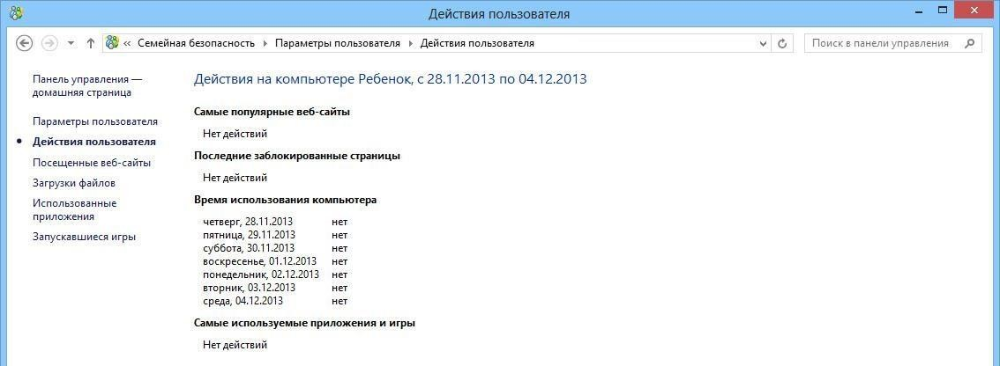 Действия пользователя
« Семейная безопасность Параметры пользователя Действия пользователя
Поиск в панели управления
Панель управления —
домашняя страница
Параметры пользователя
Действия пользователя
Посещенные веб-сайты
Загрузки файлов
Использованные
приложения
Запускавшиеся игры
Действия на компьютере Ребенок, с 28.11.2013 по 04.12.2013
Самые популярные веб-сайты
Нет действий
Последние заблокированные страницы
Нет действий
Время использования компьютера
четверг, 28.11.2013 нет
пятница, 29.11.2013 нет
суббота, 30.11.2013 нет
воскресенье, 01.12.2013 нет
понедельник, 02.12.2013 нет
вторник, 03.12.2013 нет
среда, 04.12.2013 нет
Самые используемые приложения и игры
Нет действий